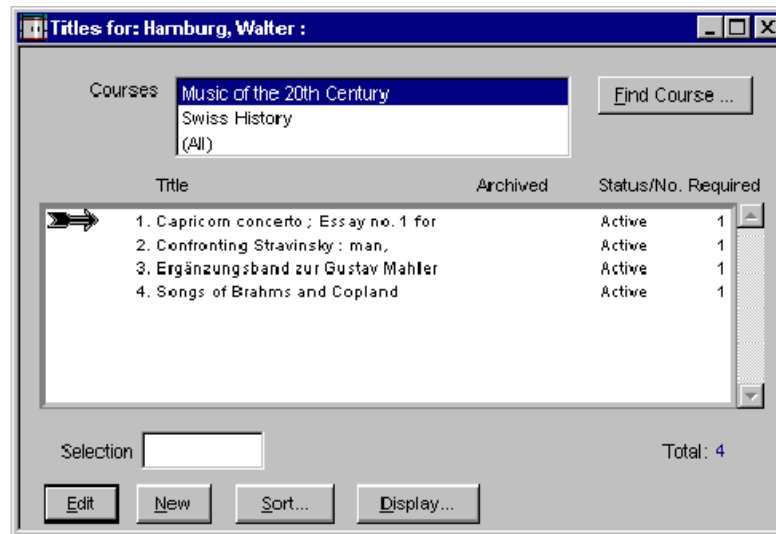 Titles for: Harnburg, Walter :
Courses
Music of the 20th Century
Swiss History
(All)
Find Course ...
Title Archived Status/No. Required
1. Capricorn concerto ; Essay no. 1 for Active 1
2. Confronting Stravinsky : man, Active 1
3. Ergänzungsband zur Gustav Mahler Active 1
4. Songs of Brahms and Copland Active 1
Selection
Total: 4
Edit New Sort... Display...